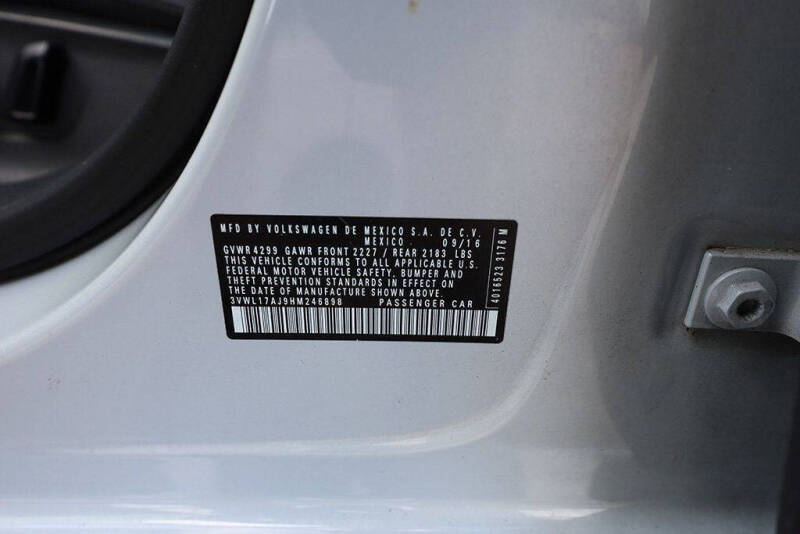 MFD BY VOLKSWAGEN DE MEXICO S.A. DE C.V.
MEXICO 09/16
GVWR 4299 GAWR FRONT 2227 / REAR 2183 LBS
THIS VEHICLE CONFORMS TO ALL APPLICABLE U.S.
FEDERAL MOTOR VEHICLE SAFETY, BUMPER AND
THEFT PREVENTION STANDARDS IN EFFECT ON THE
DATE OF MANUFACTURE SHOWN ABOVE.
3VWL17AJ9HM246898 PASSENGER CAR
4016523 3176 M